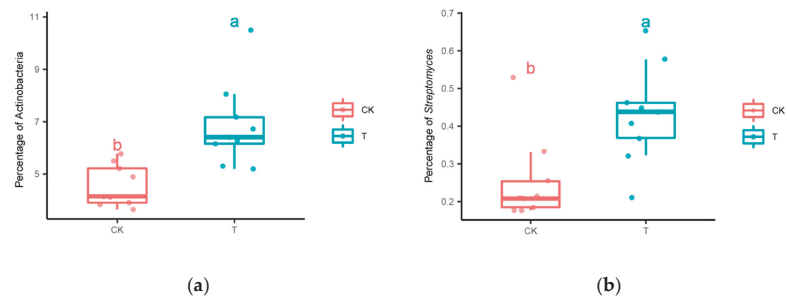 Percentage of Actinobacteria
11
9
7
5
b
a
CK
T
CK
T
(a)
Percentage of Streptomyces
0.7
0.6
0.5
0.4
0.3
0.2
b
a
CK
T
CK
T
(b)